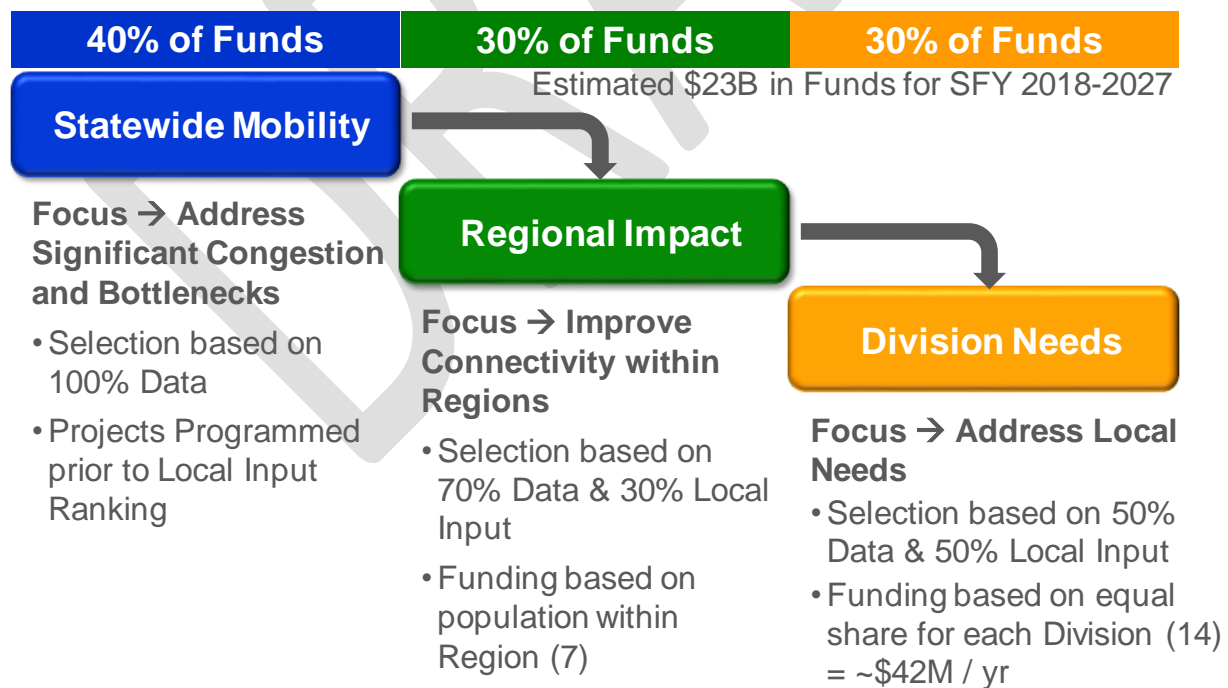 40% of Funds
30% of Funds
30% of Funds
Estimated $23B in Funds for SFY 2018-2027
Statewide Mobility
Focus → Address
Significant Congestion
and Bottlenecks
• Selection based on
100% Data
• Projects Programmed
prior to Local Input
Ranking
Regional Impact
Focus → Improve
Connectivity within
Regions
• Selection based on
70% Data & 30% Local
Input
• Funding based on
population within
Region (7)
Division Needs
Focus → Address Local
Needs
• Selection based on 50%
Data & 50% Local Input
• Funding based on equal
share for each Division (14)
= ~$42M / yr